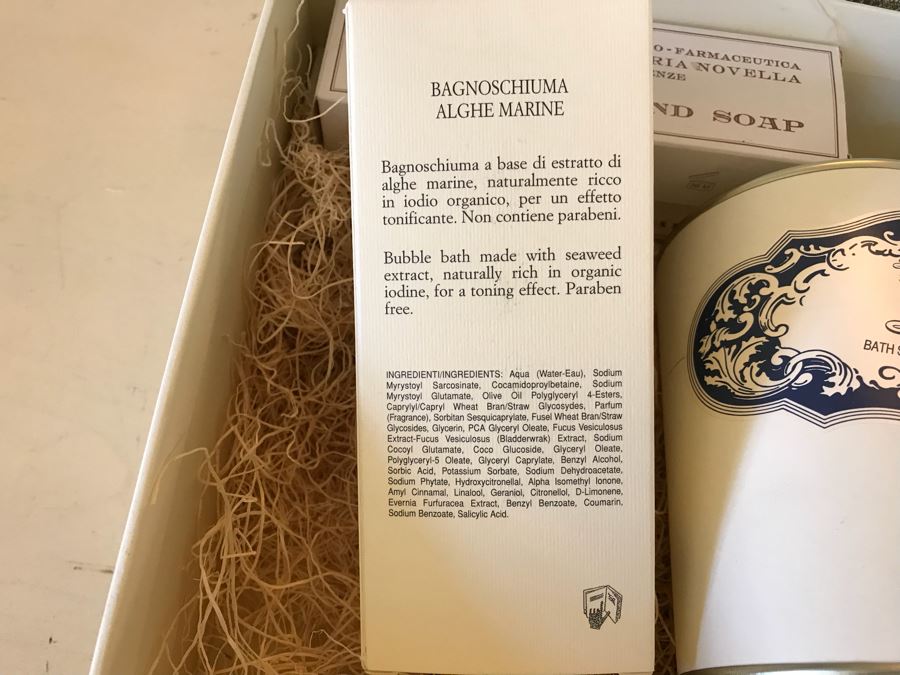 BAGNOSCHIUMA
ALGHE MARINE
Bagnoschiuma a base di estratto di
alghe marine, naturalmente ricco
in iodio organico, per un effetto
tonificante. Non contiene parabeni.
Bubble bath made with seaweed
extract, naturally rich in organic
iodine, for a toning effect. Paraben
free.
INGREDIENTI/INGREDIENTS: Aqua (Water-Eau), Sodium
Myrystoyl Sarcosinate, Cocamidoproylbetaine, Sodium
Myrystoyl Glutamate, Olive Oil Polyglyceryl 4-Esters,
Caprylyl/Capryl Wheat Bran/Straw Glycosydes, Parfum
(Fragrance), Sorbitan Sesquicaprylate, Fusel Wheat Bran/Straw
Glycosides, Glycerin, PCA Glyceryl Oleate, Fucus Vesiculosus
Extract-Fucus Vesiculosus (Bladderwrak) Extract, Sodium
Cocoyl Glutamate, Coco Glucoside, Glyceryl Oleate,
Polyglyceryl-5 Oleate, Glyceryl Caprylate, Benzyl Alcohol,
Sorbic Acid, Potassium Sorbate, Sodium Dehydroacetate,
Sodium Phytate, Hydroxycitronellal, Alpha Isomethyl Ionone,
Amyl Cinnamal, Linalool, Geraniol, Citronellol, D-Limonene,
Evernia Furfuracea Extract, Benzyl Benzoate, Coumarin,
Sodium Benzoate, Salicylic Acid.
O-FARMACEUTICA
RIA NOVELLA
ENZE
ND SOAP
BATH S